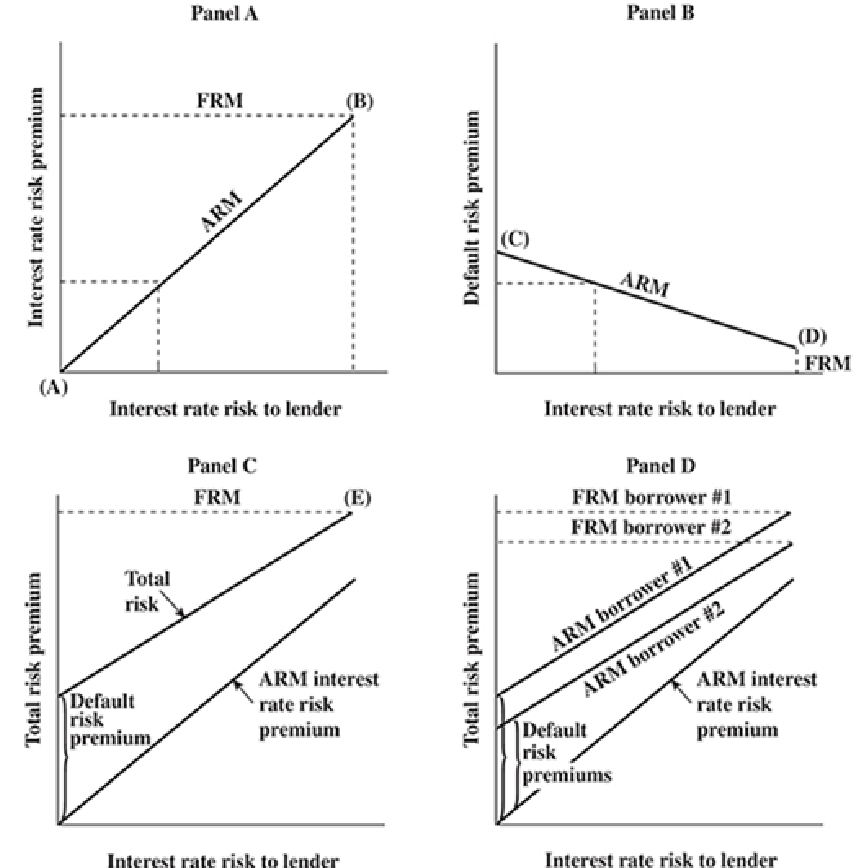 Panel A
Interest rate risk premium
FRM
(B)
ARM
(A)
Interest rate risk to lender
Panel B
Default risk premium
(C)
ARM
(D)
FRM
Interest rate risk to lender
Panel C
Total risk premium
FRM
(E)
Total
risk
Default
risk
premium
ARM interest
rate risk
premium
Interest rate risk to lender
Panel D
Total risk premium
FRM borrower #1
FRM borrower #2
ARM borrower #1
ARM borrower #2
ARM interest
rate risk
premium
Default
risk
premiums
Interest rate risk to lender